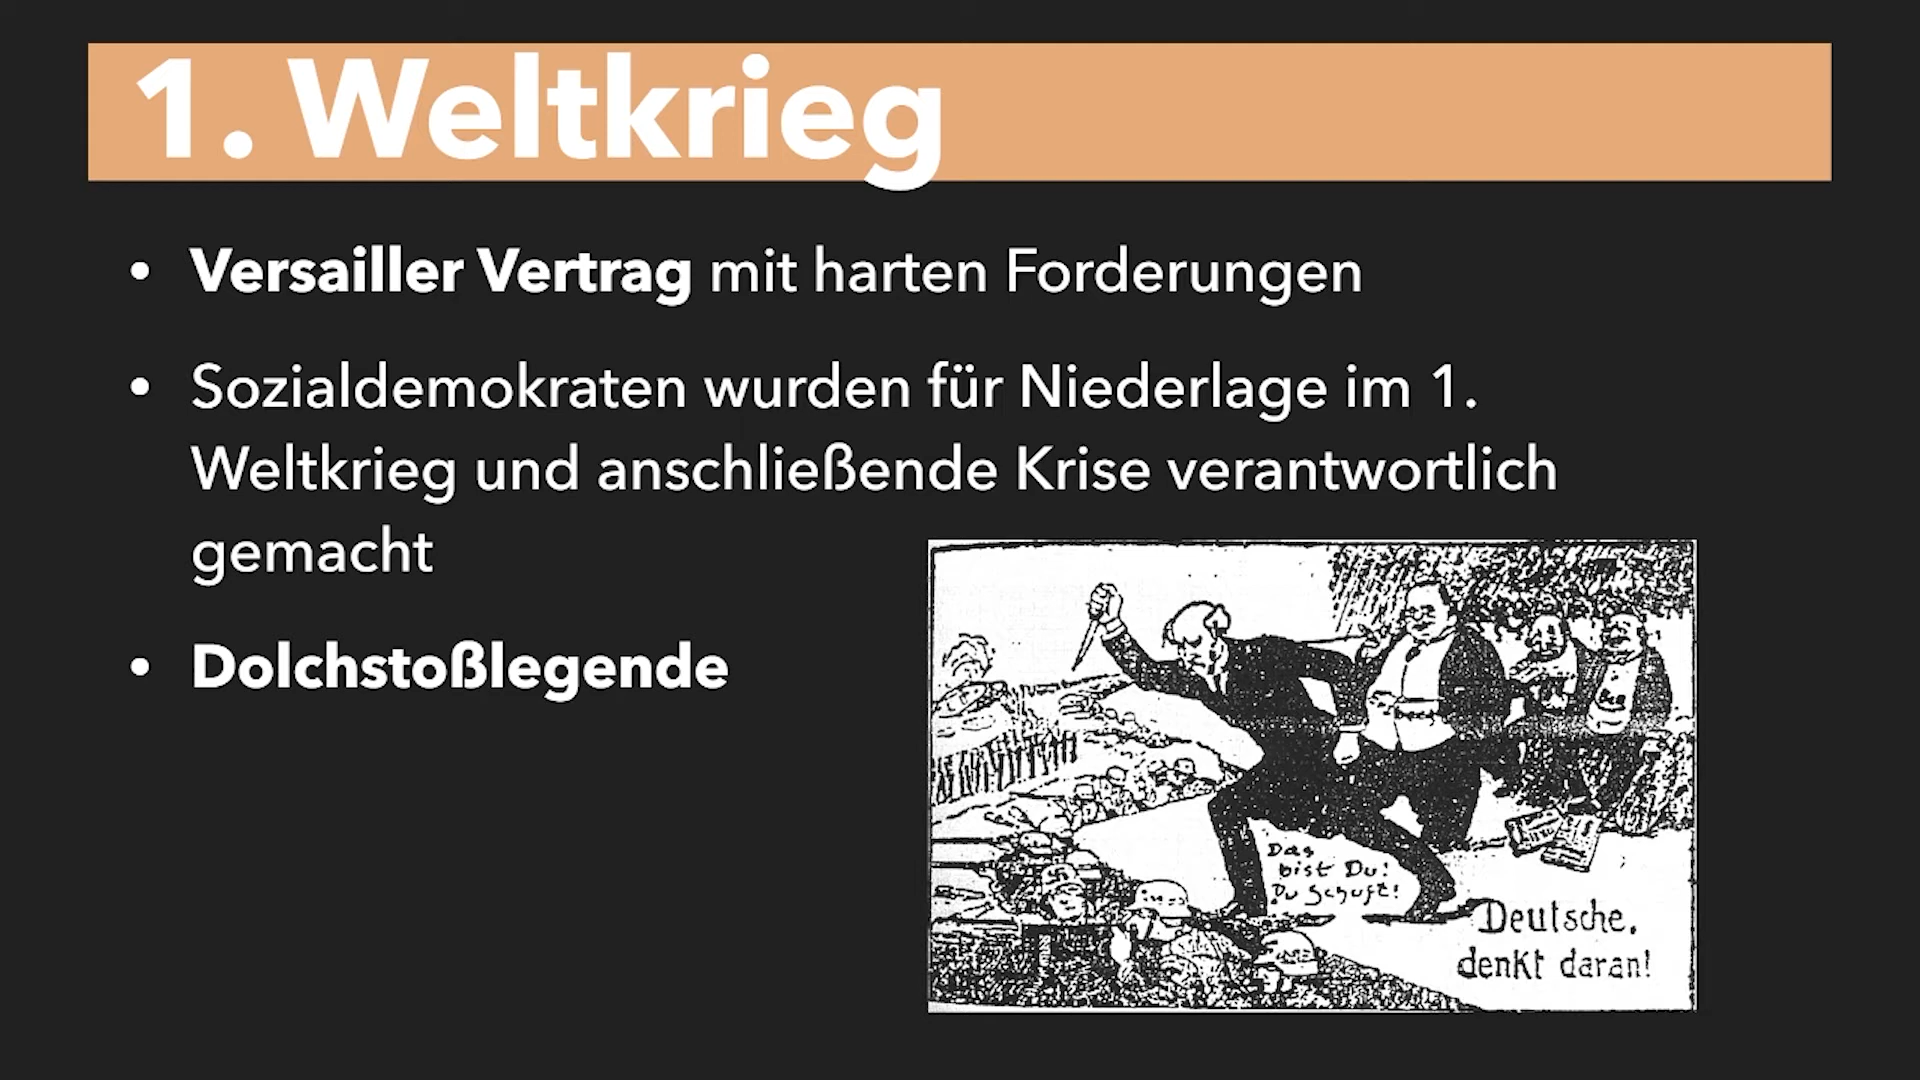 1. Weltkrieg
• Versailler Vertrag mit harten Forderungen
• Sozialdemokraten wurden für Niederlage im 1.
Weltkrieg und anschließende Krise verantwortlich
gemacht
• Dolchstoßlegende
Das
bist Du!
Du Schuft!
Deutsche,
denkt daran!